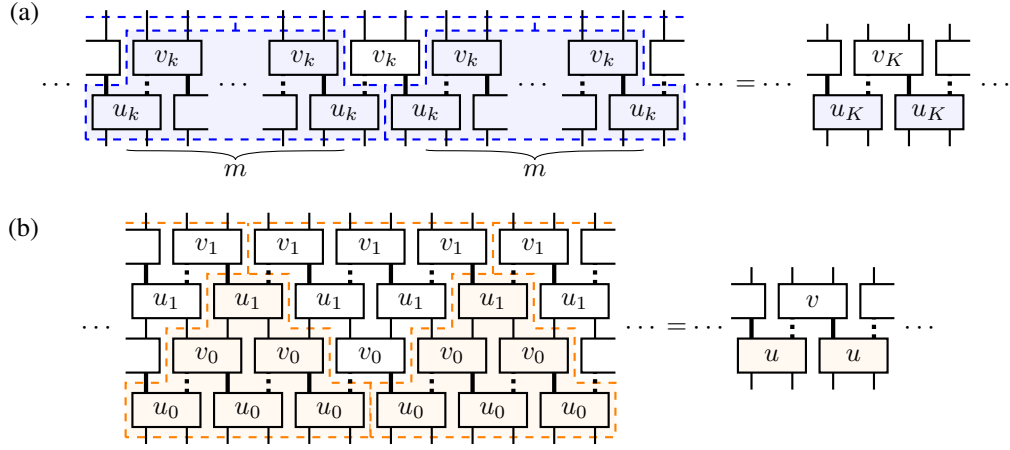 (a)
v_k v_k v_k v_k v_k v_K
··· ··· ··· ··· = ··· ···
u_k u_k u_k u_k u_K u_K
m m
(b)
v_1 v_1 v_1 v_1 v_1
u_1 u_1 u_1 u_1 u_1 u_1 v
··· ··· = ··· ···
v_0 v_0 v_0 v_0 v_0 u u
u_0 u_0 u_0 u_0 u_0 u_0